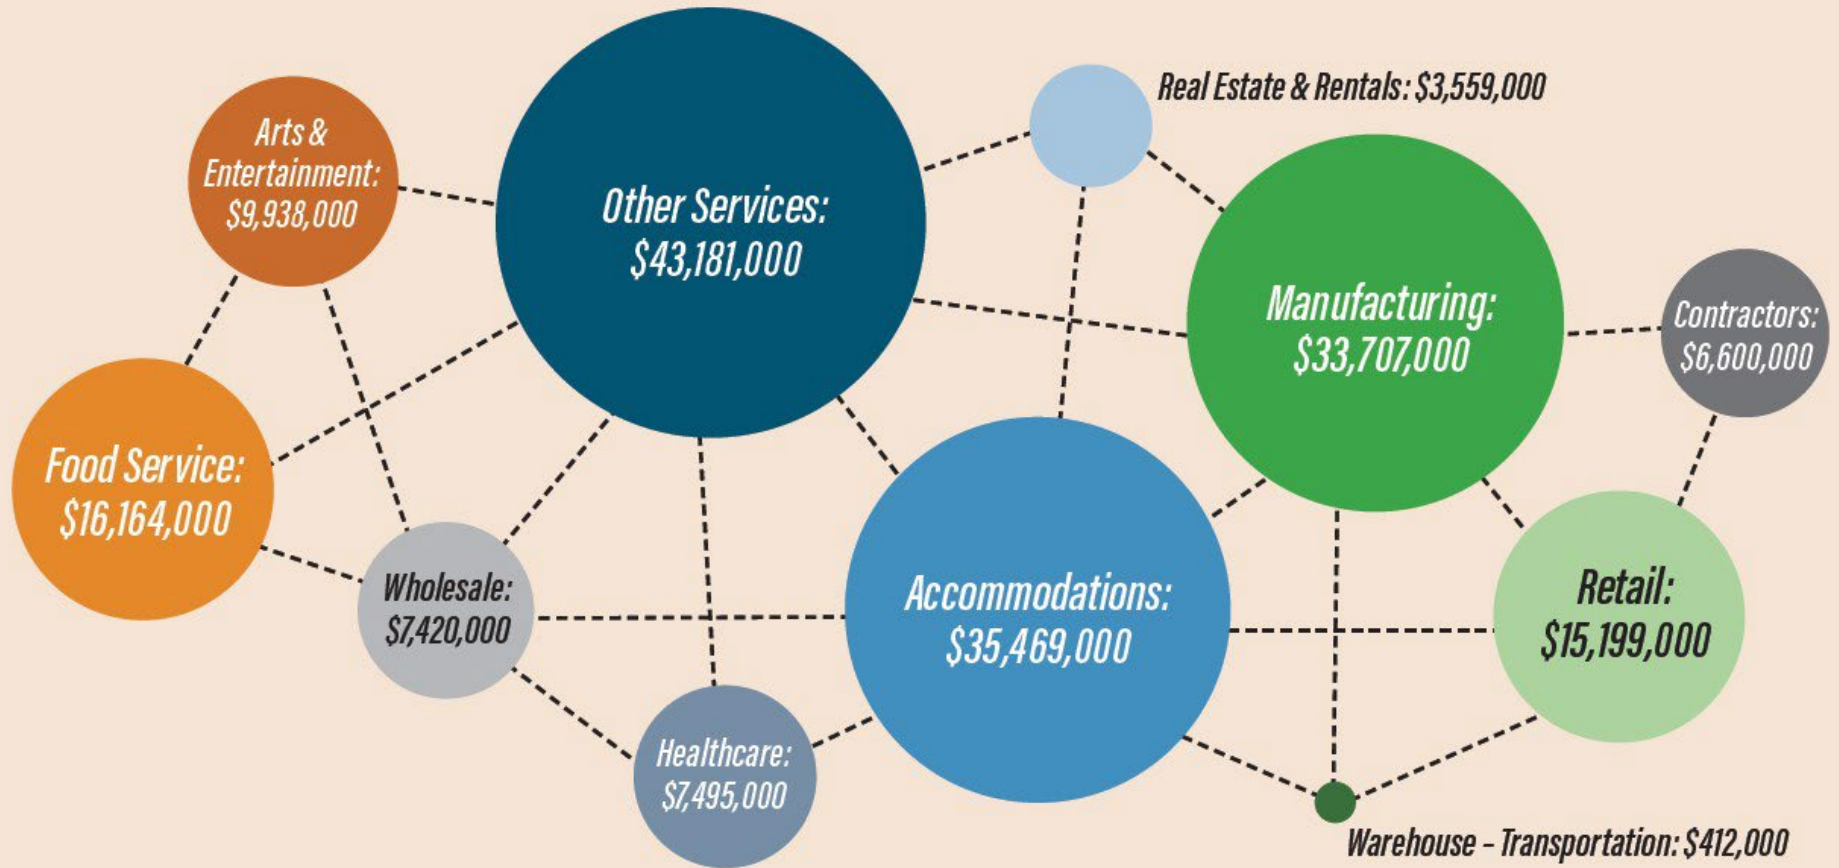 Real Estate & Rentals: $3,559,000
Arts &
Entertainment:
$9,938,000
Other Services:
$43,181,000
Manufacturing:
$33,707,000
Contractors:
$6,600,000
Food Service:
$16,164,000
Wholesale:
$7,420,000
Accommodations:
$35,469,000
Retail:
$15,199,000
Healthcare:
$7,495,000
Warehouse – Transportation: $412,000